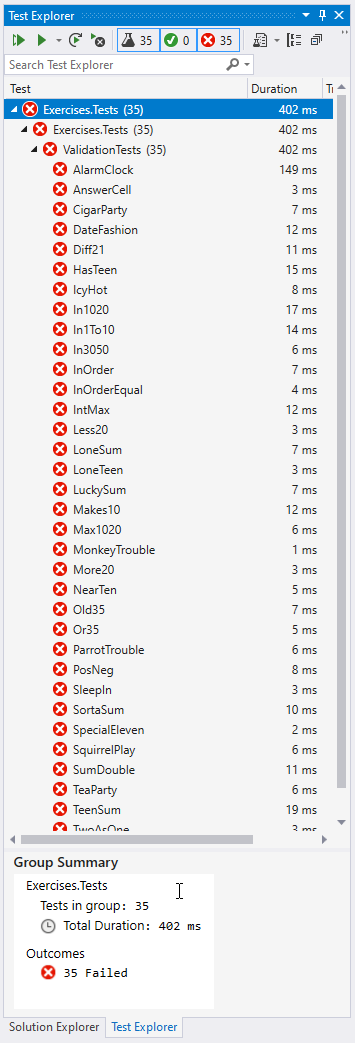 Test Explorer
35 0 35
Search Test Explorer
Test Duration Tr
Exercises.Tests (35) 402 ms
Exercises.Tests (35) 402 ms
ValidationTests (35) 402 ms
AlarmClock 149 ms
AnswerCell 3 ms
CigarParty 7 ms
DateFashion 12 ms
Diff21 11 ms
HasTeen 15 ms
IcyHot 8 ms
In1020 17 ms
In1To10 14 ms
In3050 6 ms
InOrder 7 ms
InOrderEqual 4 ms
IntMax 12 ms
Less20 3 ms
LoneSum 7 ms
LoneTeen 3 ms
LuckySum 7 ms
Makes10 12 ms
Max1020 6 ms
MonkeyTrouble 1 ms
More20 3 ms
NearTen 5 ms
Old35 7 ms
Or35 5 ms
ParrotTrouble 6 ms
PosNeg 8 ms
SleepIn 3 ms
SortaSum 10 ms
SpecialEleven 2 ms
SquirrelPlay 6 ms
SumDouble 11 ms
TeaParty 6 ms
TeenSum 19 ms
TwoAsOne 3 ms
Group Summary
Exercises.Tests
Tests in group: 35
Total Duration: 402 ms
Outcomes
35 Failed
Solution Explorer Test Explorer